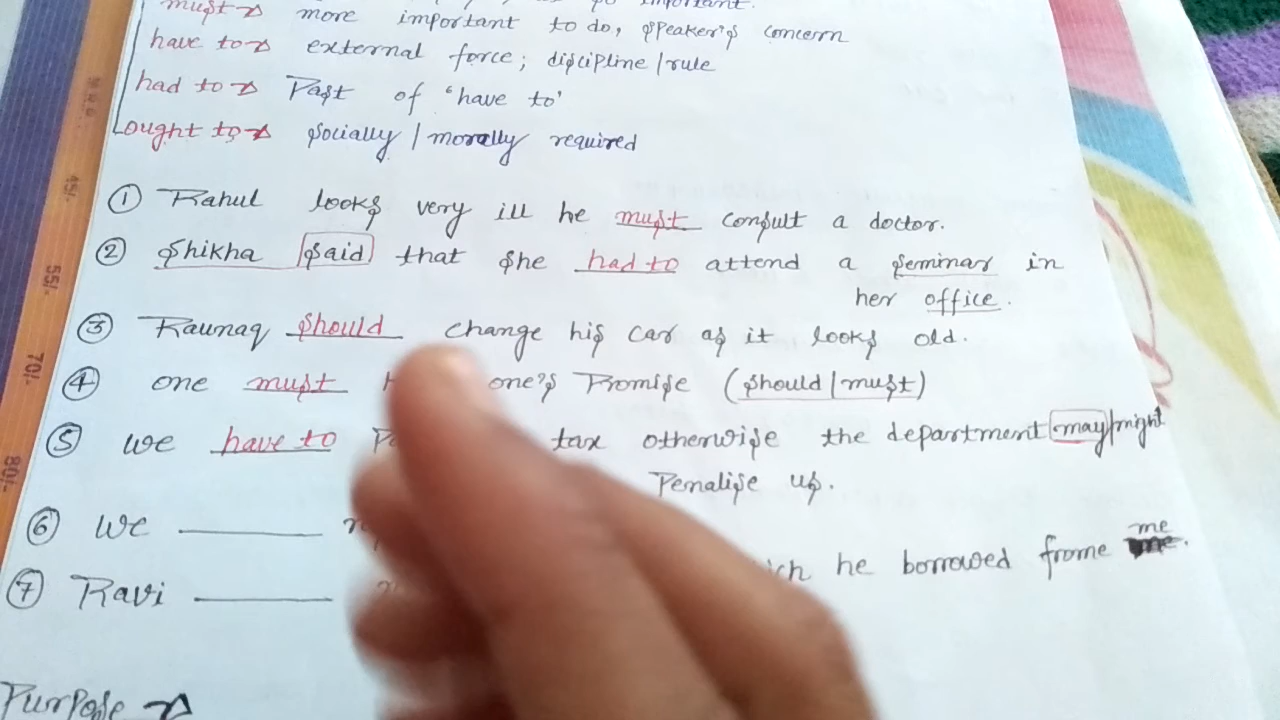 must → more important to do, speaker's concern
have to → external force; discipline/rule
had to → Past of 'have to'
ought to → socially / morally required
① Rahul looks very ill he must consult a doctor.
② Shikha said that she had to attend a seminar in
her office.
③ Raunaq should change his car as it looks old.
④ one must one's Promise (should/must)
⑤ we have to tax otherwise the department may/might
Penalise us.
⑥ we
he borrowed frome me.
⑦ Ravi
Purpose →
55/-
70/-
80/-